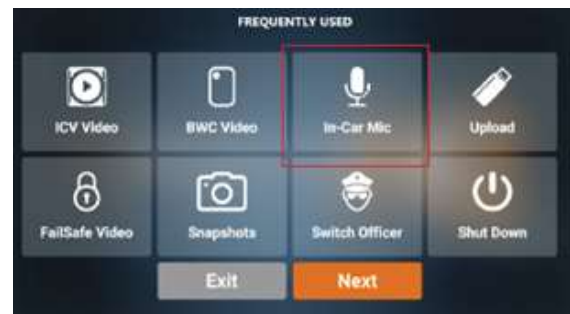 FREQUENTLY USED
ICV Video BWC Video In-Car Mic Upload
FailSafe Video Snapshots Switch Officer Shut Down
Exit Next